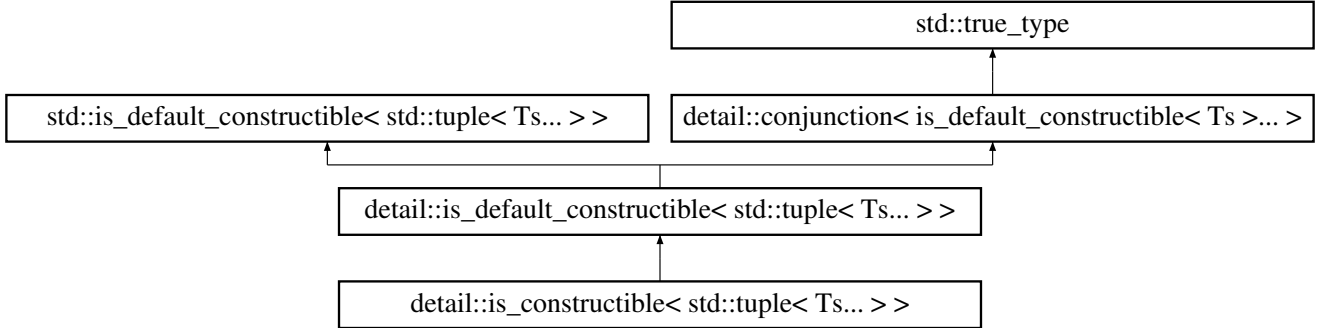 std::true_type
std::is_default_constructible< std::tuple< Ts... > >
detail::conjunction< is_default_constructible< Ts >... >
detail::is_default_constructible< std::tuple< Ts... > >
detail::is_constructible< std::tuple< Ts... > >